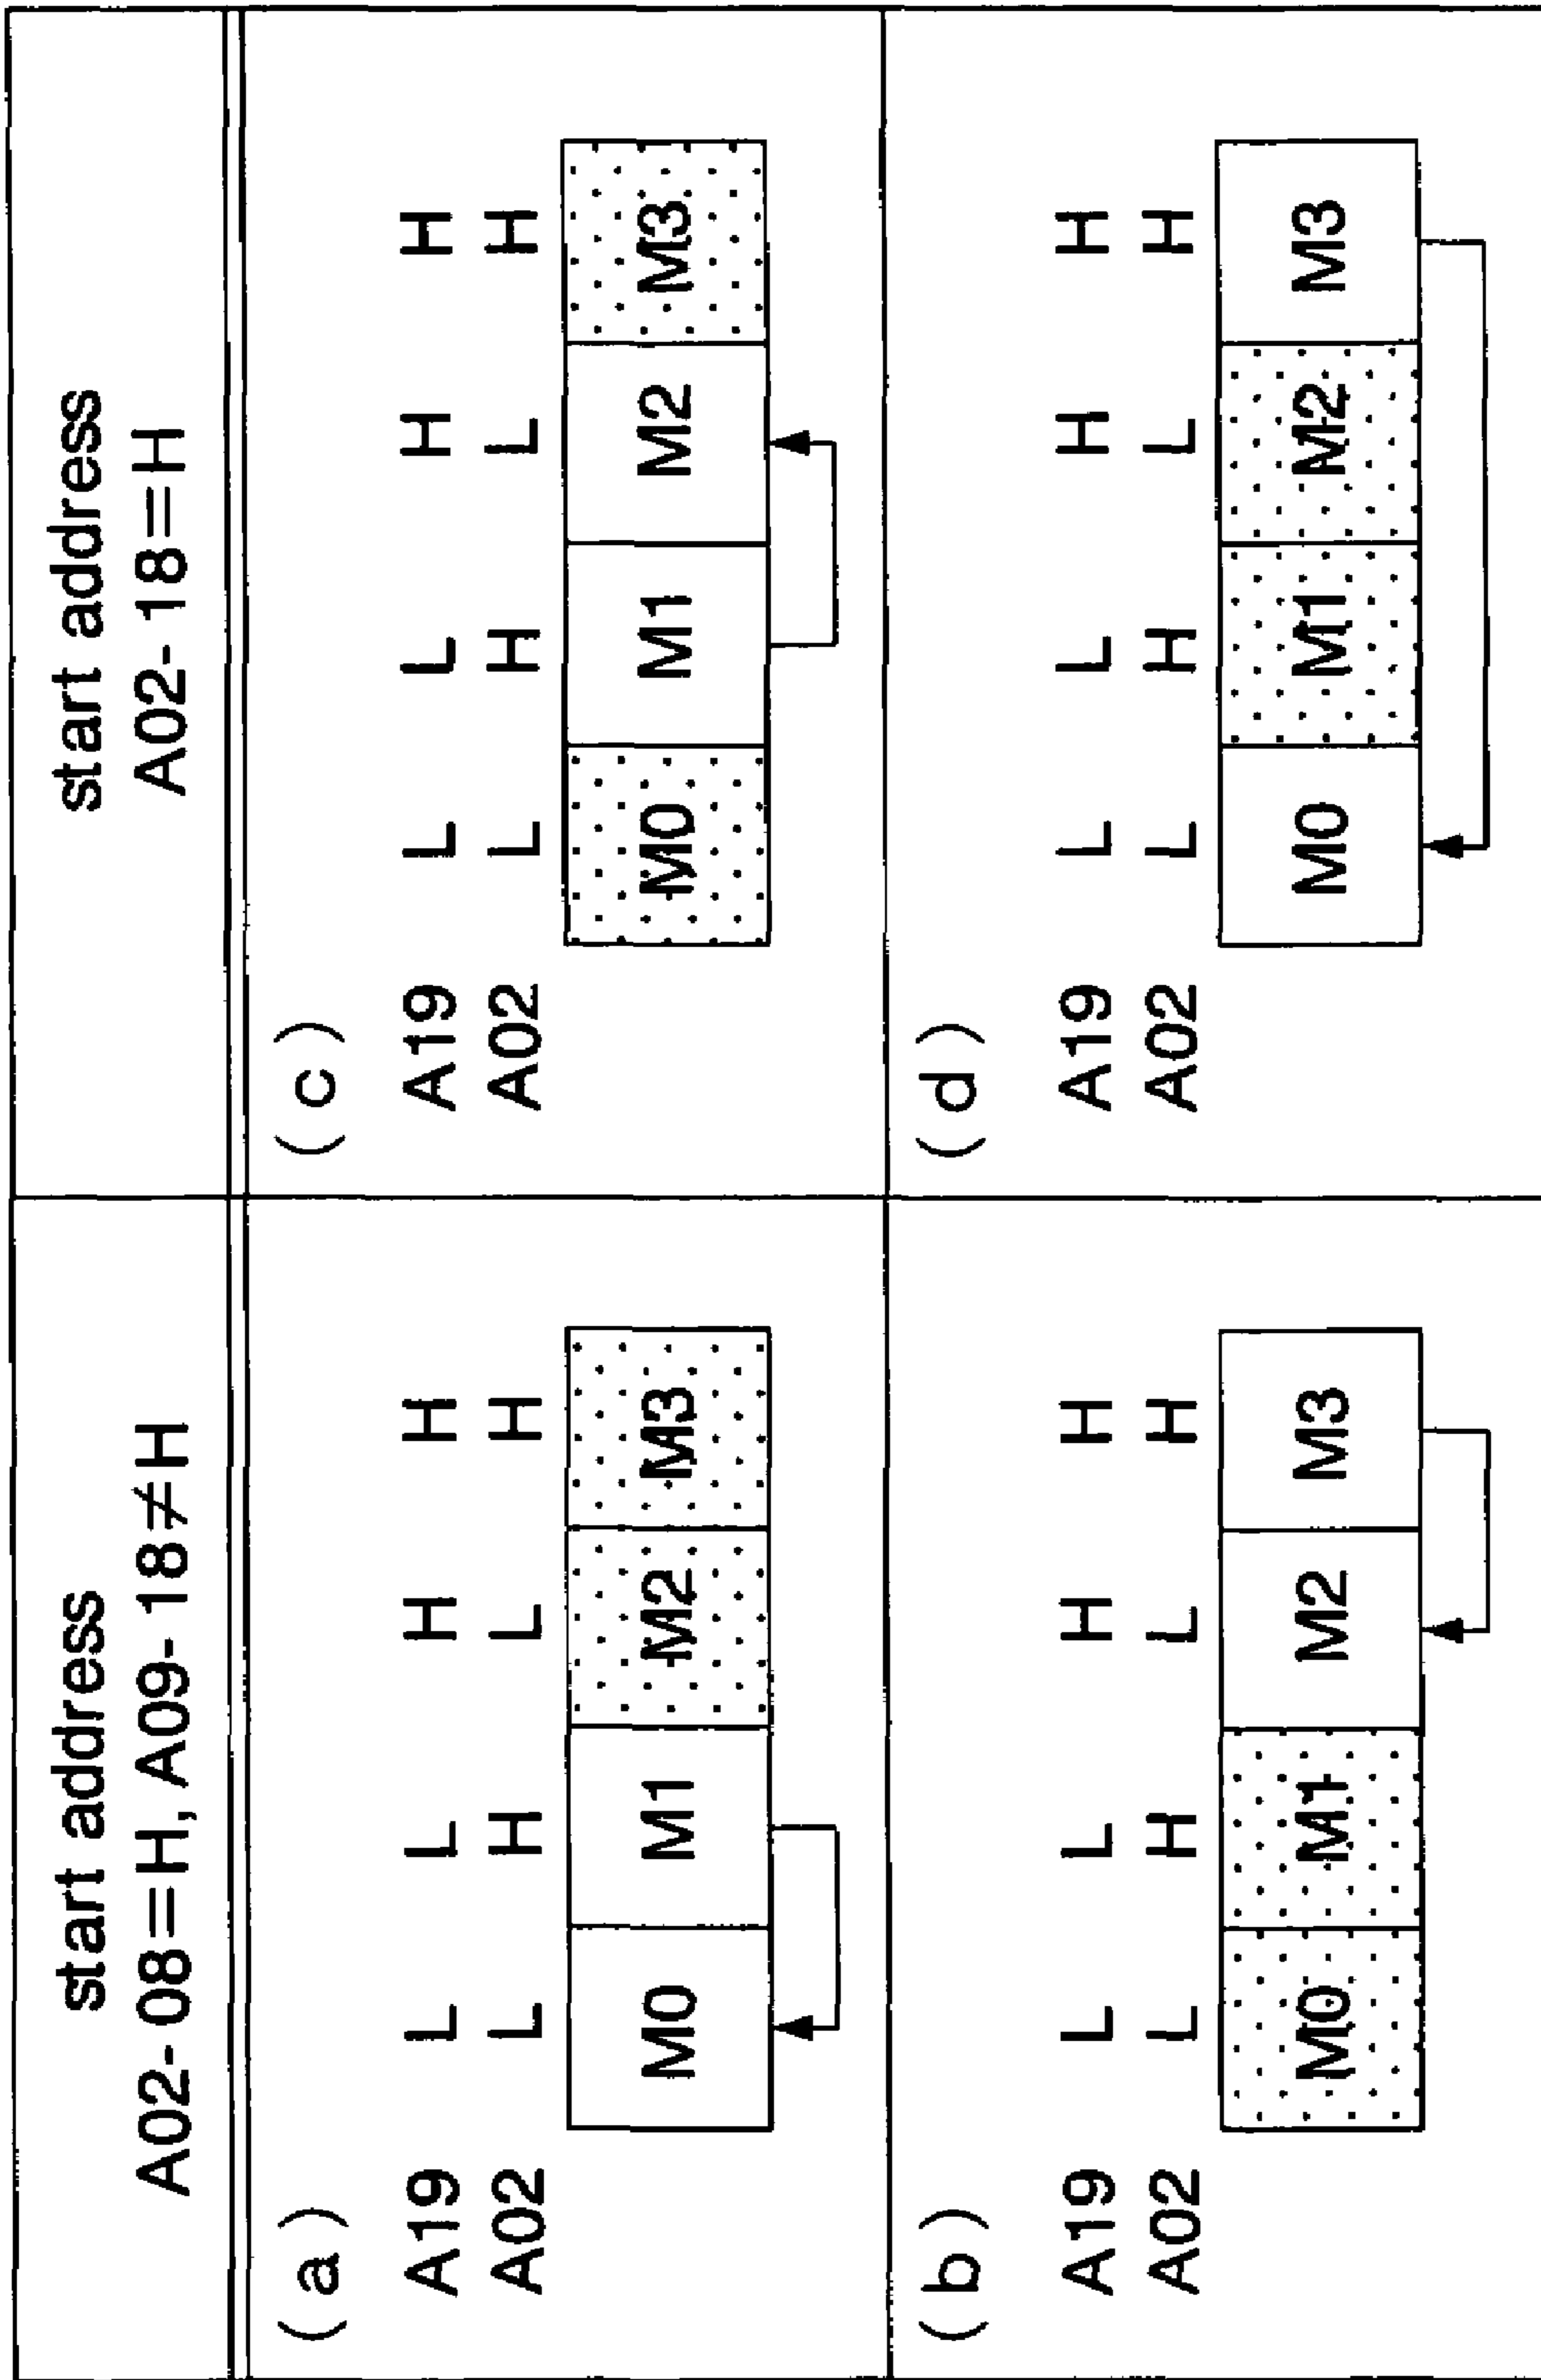 start address
A02-08=H, A09-18≠H
start address
A02-18=H
(a)
A19 L L H H
A02 L H L H
M0 M1 M2 M3
(c)
A19 L L H H
A02 L H L H
M0 M1 M2 M3
(b)
A19 L L H H
A02 L H L H
M0 M1 M2 M3
(d)
A19 L L H H
A02 L H L H
M0 M1 M2 M3